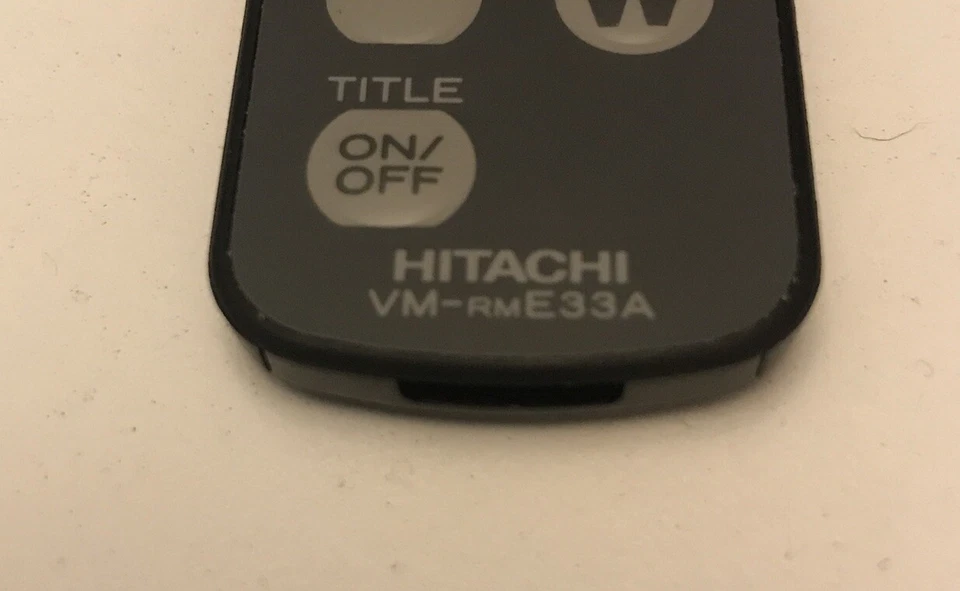 W
TITLE
ON/
OFF
HITACHI
VM-RME33A